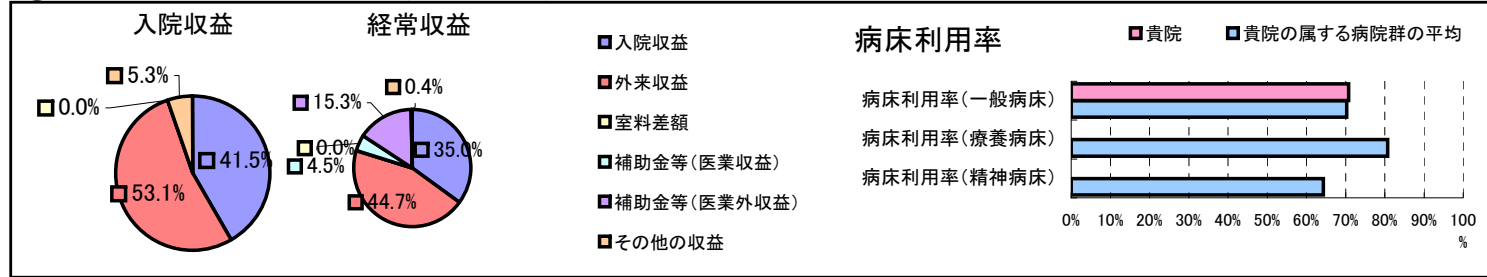 入院収益
5.3%
0.0%
41.5%
53.1%
経常収益
0.4%
15.3%
0.0%
4.5%
35.0%
44.7%
入院収益
外来収益
室料差額
補助金等(医業収益)
補助金等(医業外収益)
その他の収益
病床利用率
貴院 貴院の属する病院群の平均
病床利用率(一般病床)
病床利用率(療養病床)
病床利用率(精神病床)
0% 10% 20% 30% 40% 50% 60% 70% 80% 90% 100
%